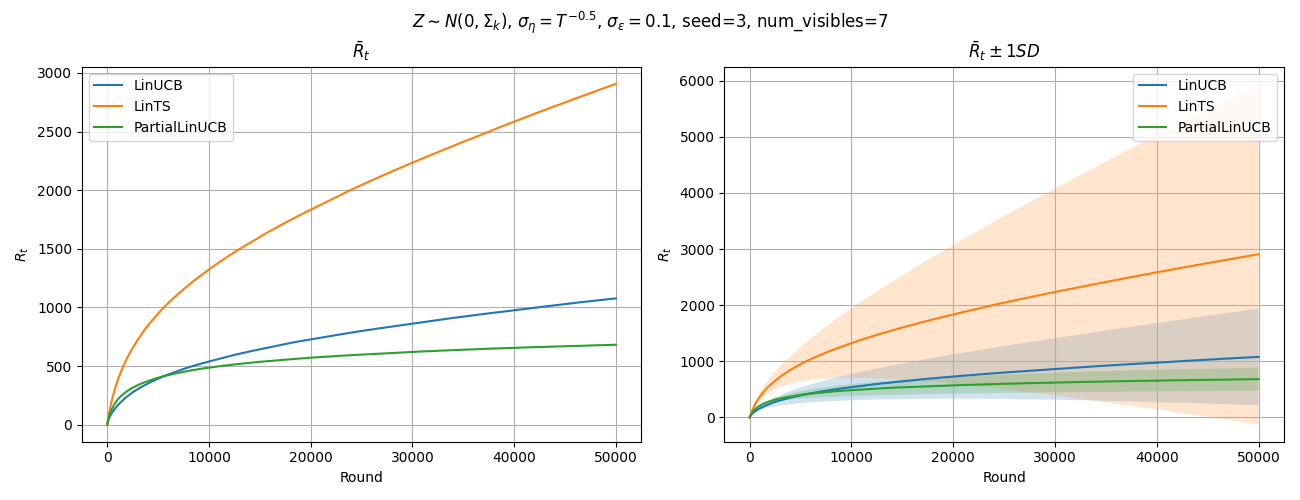 Z ~ N(0, Σ_k), σ_η = T^{-0.5}, σ_ε = 0.1, seed=3, num_visibles=7
R̄_t
R_t
3000
2500
2000
1500
1000
500
0
LinUCB
LinTS
PartialLinUCB
0 10000 20000 30000 40000 50000
Round
R̄_t ± 1SD
R_t
6000
5000
4000
3000
2000
1000
0
LinUCB
LinTS
PartialLinUCB
0 10000 20000 30000 40000 50000
Round